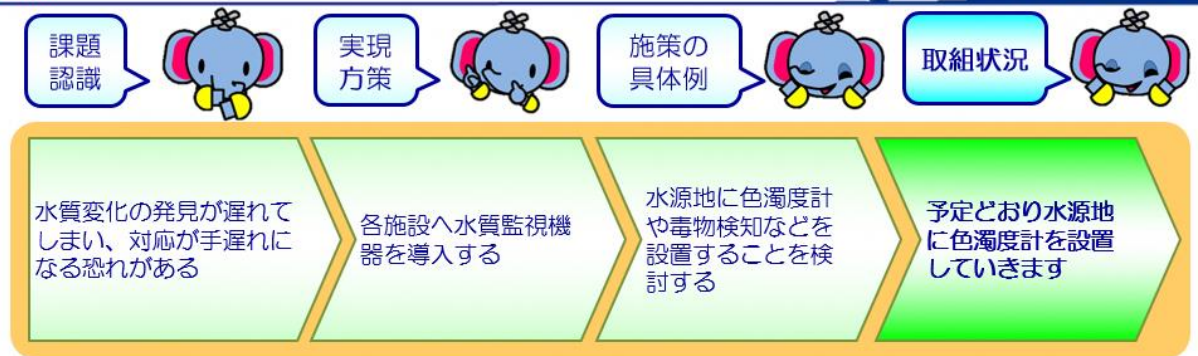 課題
認識
実現
方策
施策の
具体例
取組状況
水質変化の発見が遅れて
しまい、対応が手遅れに
なる恐れがある
各施設へ水質監視機
器を導入する
水源地に色濁度計
や毒物検知などを
設置することを検
討する
予定どおり水源地
に色濁度計を設置
していきます